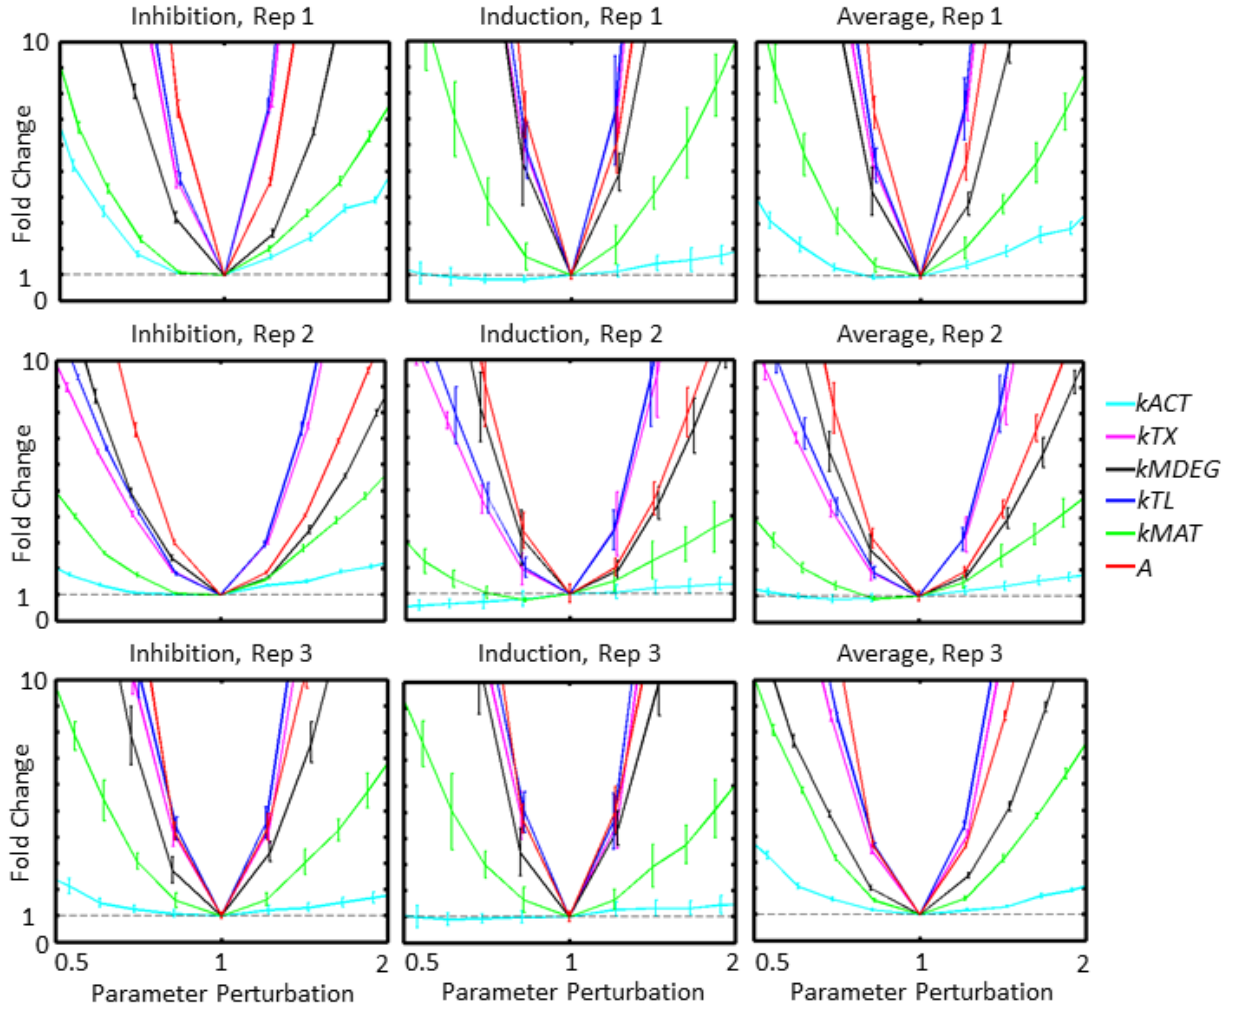 Inhibition, Rep 1
Induction, Rep 1
Average, Rep 1
10
Fold Change
1
0
Inhibition, Rep 2
Induction, Rep 2
Average, Rep 2
10
Fold Change
1
0
kACT
kTX
kMDEG
kTL
kMAT
A
Inhibition, Rep 3
Induction, Rep 3
Average, Rep 3
10
Fold Change
1
0
0.5 1 2
0.5 1 2
0.5 1 2
Parameter Perturbation
Parameter Perturbation
Parameter Perturbation